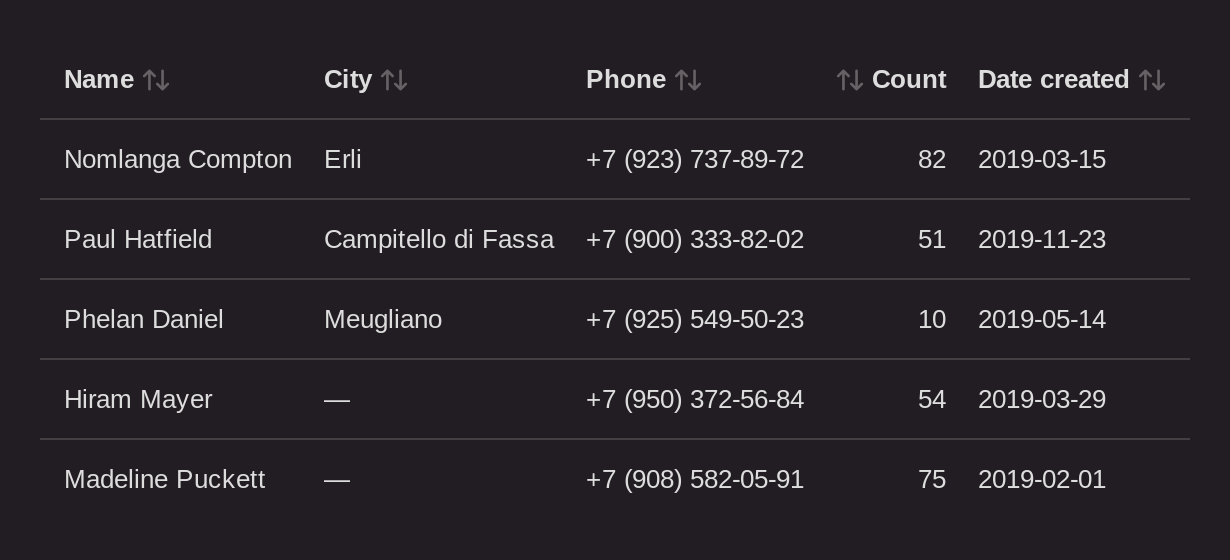 Name City Phone Count Date created
Nomlanga Compton Erli +7 (923) 737-89-72 82 2019-03-15
Paul Hatfield Campitello di Fassa +7 (900) 333-82-02 51 2019-11-23
Phelan Daniel Meugliano +7 (925) 549-50-23 10 2019-05-14
Hiram Mayer — +7 (950) 372-56-84 54 2019-03-29
Madeline Puckett — +7 (908) 582-05-91 75 2019-02-01